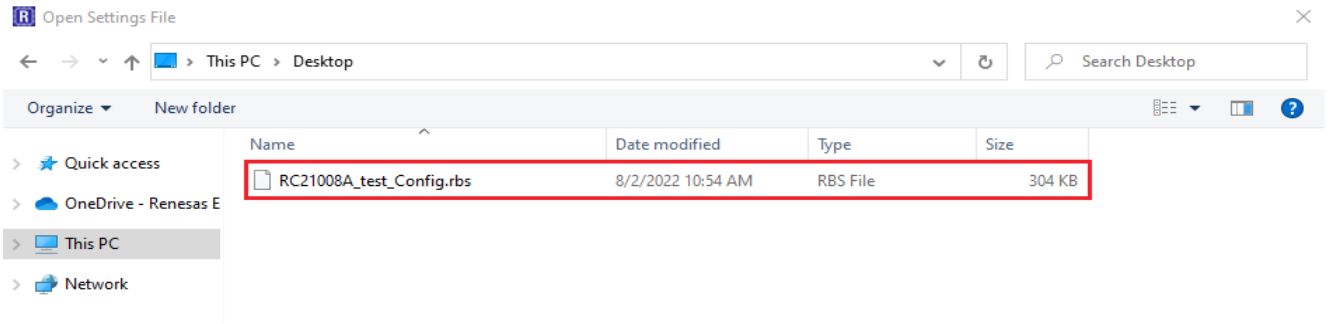 R Open Settings File
This PC > Desktop
Search Desktop
Organize New folder
?
Name Date modified Type Size
Quick access
RC21008A_test_Config.rbs 8/2/2022 10:54 AM RBS File 304 KB
OneDrive - Renesas E
This PC
Network